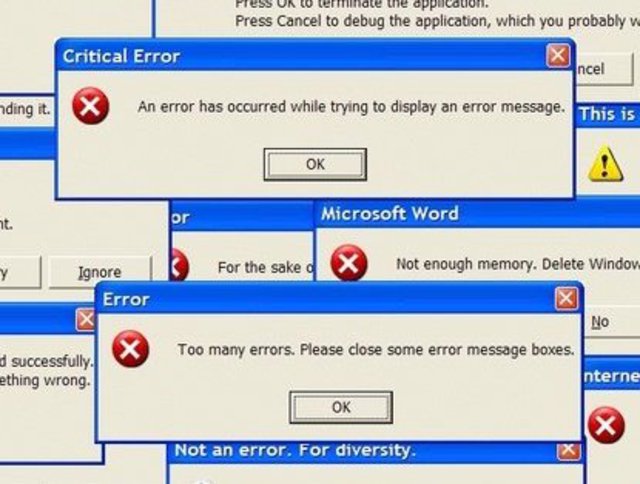 Press OK to terminate the application.
Press Cancel to debug the application, which you probably w
ncel
Critical Error
An error has occurred while trying to display an error message.
OK
nding it.
This is
nt.
y
Ignore
or
For the sake o
Microsoft Word
Not enough memory. Delete Window
No
Error
Too many errors. Please close some error message boxes.
OK
d successfully.
ething wrong.
nterne
Not an error. For diversity.